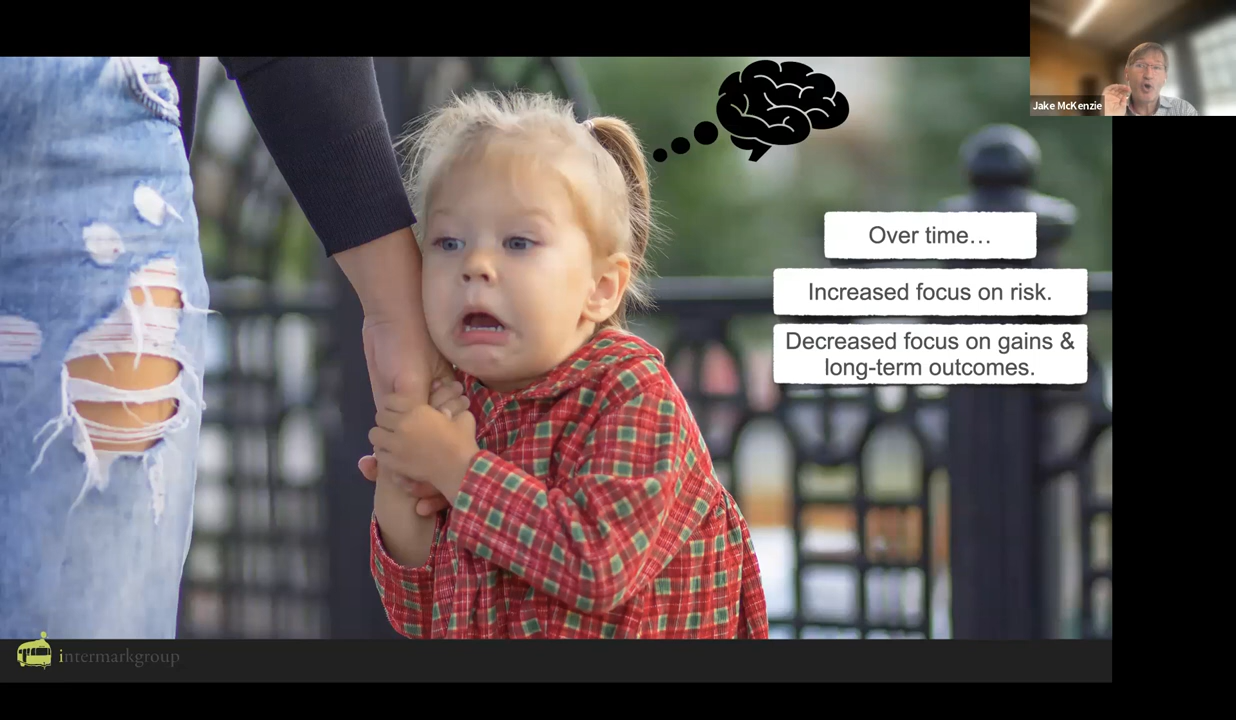 Jake McKenzie
Over time…
Increased focus on risk.
Decreased focus on gains &
long-term outcomes.
intermarkgroup